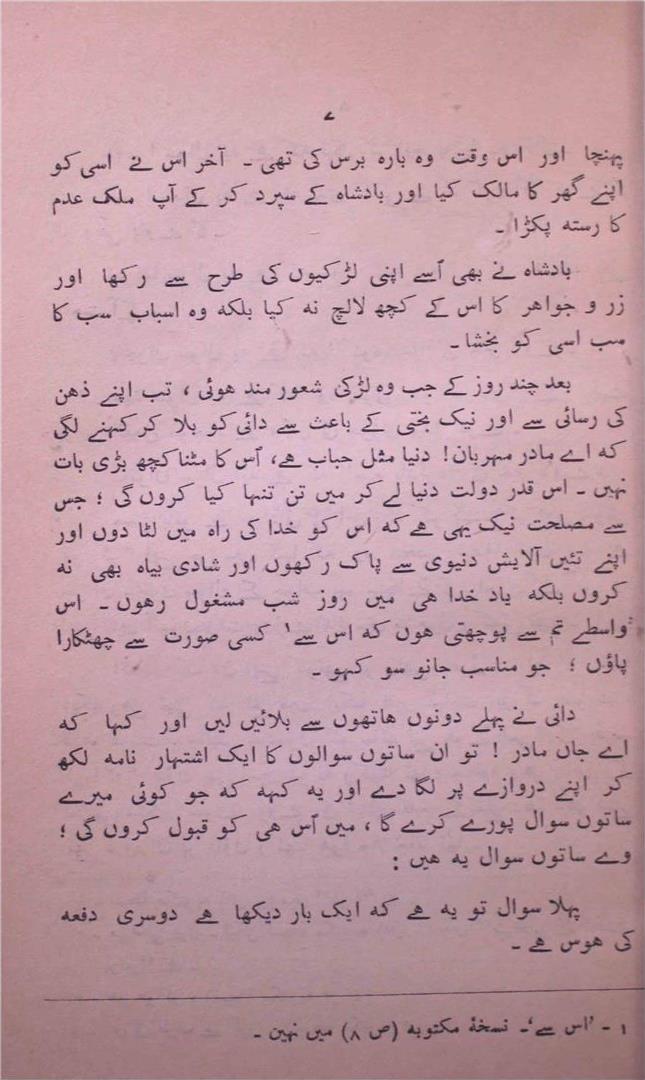 ۷
پہنچا اور اس وقت وہ بارہ برس کی تھی ۔ آخر اس نے اسی کو
اپنے گھر کا مالک کیا اور بادشاہ کے سپرد کر کے آپ ملک عدم
کا رستہ پکڑا ۔
بادشاہ نے بھی اُسے اپنی لڑکیوں کی طرح سے رکھا اور
زر و جواہر کا اس کے کچھ لالچ نہ کیا بلکہ وہ اسباب سب کا
سب اسی کو بخشا ۔
بعد چند روز کے جب وہ لڑکی شعور مند ہوئی ، تب اپنے ذہن
کی رسائی سے اور نیک بختی کے باعث سے دائی کو بلا کر کہنے لگی
کہ اے مادر مہربان ! دنیا مثل حباب ہے، اُس کا مٹنا کچھ بڑی بات
نہیں ۔ اس قدر دولت دنیا لے کر میں تن تنہا کیا کروں گی ؛ جس
سے مصلحت نیک یہی ہے کہ اس کو خدا کی راہ میں لٹا دوں اور
اپنے تئیں آلایش دنیوی سے پاک رکھوں اور شادی بیاہ بھی نہ
کروں بلکہ یاد خدا ہی میں روز شب مشغول رہوں ۔ اس
واسطے تم سے پوچھتی ہوں کہ اس سے۱ کسی صورت سے چھٹکارا
پاؤں ؛ جو مناسب جانو سو کہو ۔
دائی نے پہلے دونوں ہاتھوں سے بلائیں لیں اور کہا کہ
اے جان مادر ! تو ان ساتوں سوالوں کا ایک اشتہار نامہ لکھ
کر اپنے دروازے پر لگا دے اور یہ کہہ کہ جو کوئی میرے
ساتوں سوال پورے کرے گا ، میں اُس ہی کو قبول کروں گی ؛
وے ساتوں سوال یہ ہیں :
پہلا سوال تو یہ ہے کہ ایک بار دیکھا ہے دوسری دفعہ
کی ہوس ہے ۔
۱ ۔ ’اس سے‘۔ نسخۂ مکتوبہ (ص ۸) میں نہین ۔